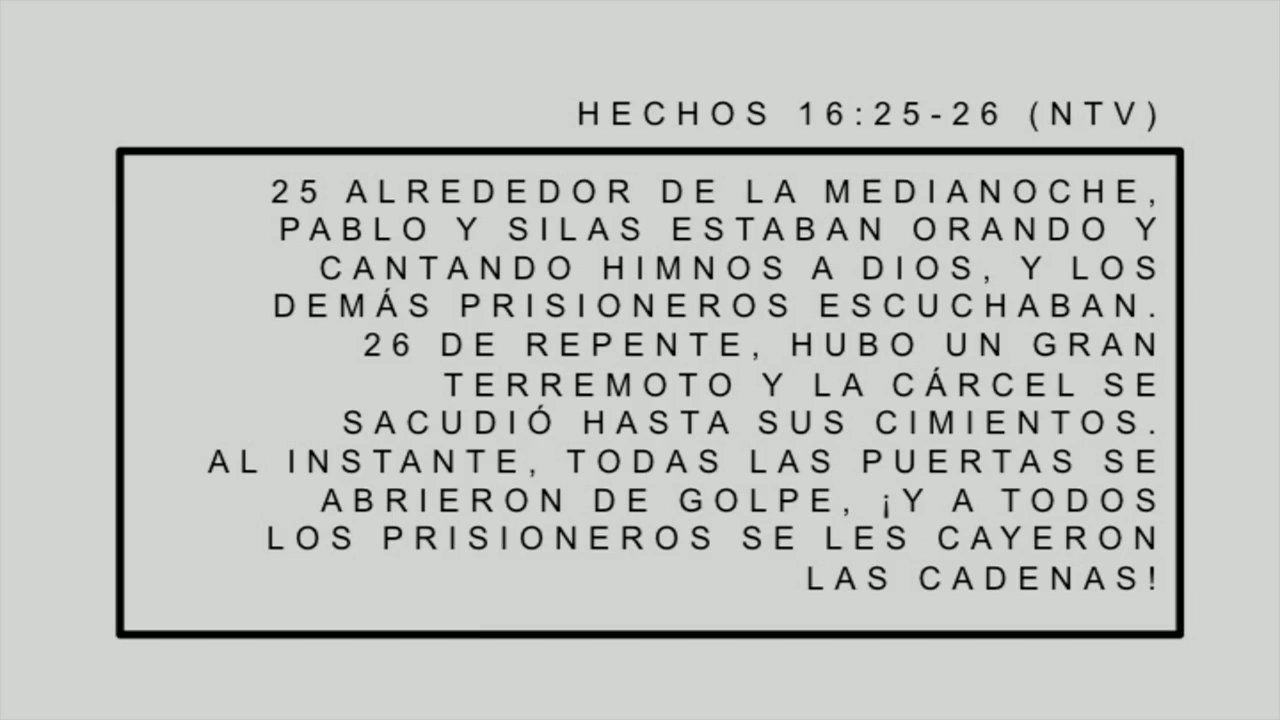 HECHOS 16:25-26 (NTV)
25 ALREDEDOR DE LA MEDIANOCHE,
PABLO Y SILAS ESTABAN ORANDO Y
CANTANDO HIMNOS A DIOS, Y LOS
DEMÁS PRISIONEROS ESCUCHABAN.
26 DE REPENTE, HUBO UN GRAN
TERREMOTO Y LA CÁRCEL SE
SACUDIÓ HASTA SUS CIMIENTOS.
AL INSTANTE, TODAS LAS PUERTAS SE
ABRIERON DE GOLPE, ¡Y A TODOS
LOS PRISIONEROS SE LES CAYERON
LAS CADENAS!